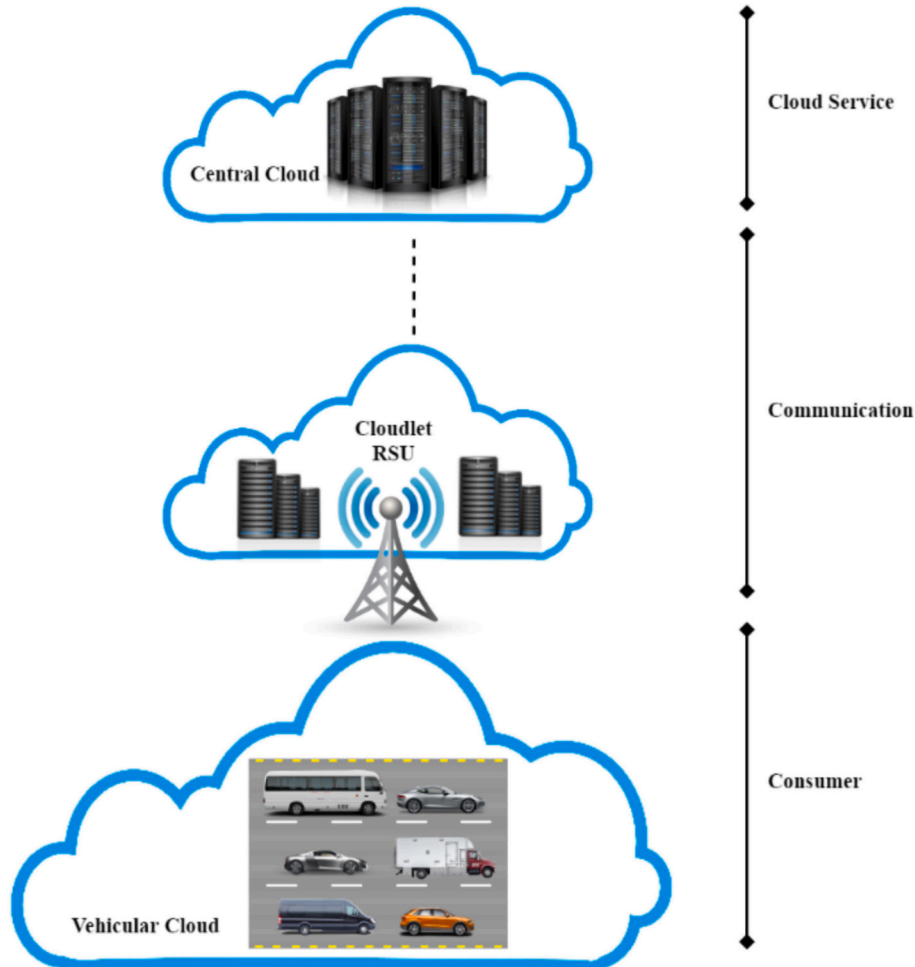 Cloud Service
Central Cloud
Communication
Cloudlet
RSU
Consumer
Vehicular Cloud